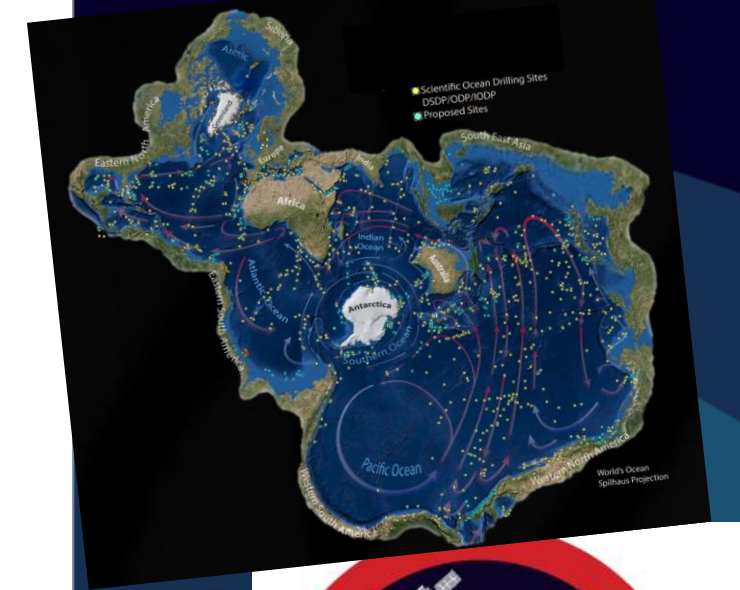 Siberia
Arctic
Greenland
Eastern North America
Europe
India
Africa
Scientific Ocean Drilling Sites
DSDP/ODP/IODP
Proposed Sites
South East Asia
Indian
Ocean
Australia
Atlantic Ocean
Antarctica
Southern Ocean
Eastern South America
Pacific Ocean
Western South America
Western North America
World's Ocean
Spilhaus Projection